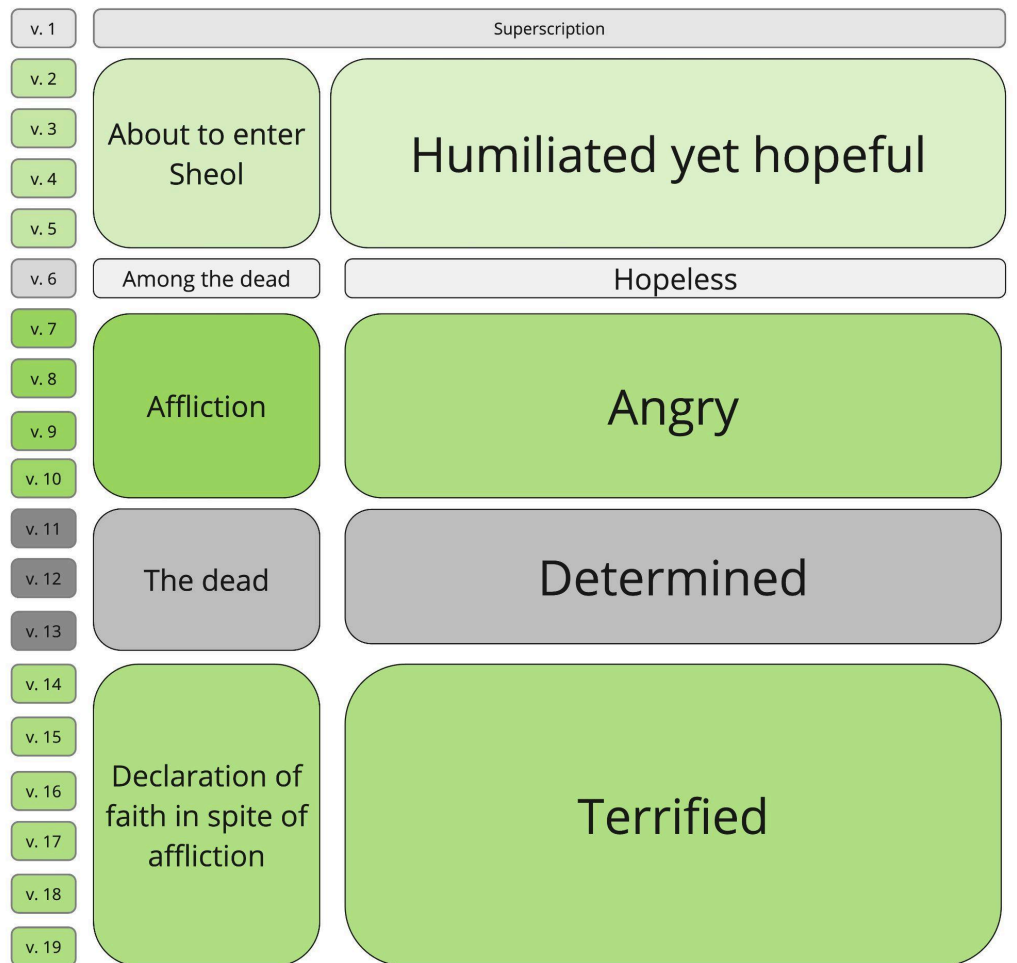 v. 1
Superscription
v. 2
v. 3
v. 4
v. 5
About to enter
Sheol
Humiliated yet hopeful
v. 6
Among the dead
Hopeless
v. 7
v. 8
v. 9
v. 10
Affliction
Angry
v. 11
v. 12
v. 13
The dead
Determined
v. 14
v. 15
v. 16
v. 17
v. 18
v. 19
Declaration of
faith in spite of
affliction
Terrified